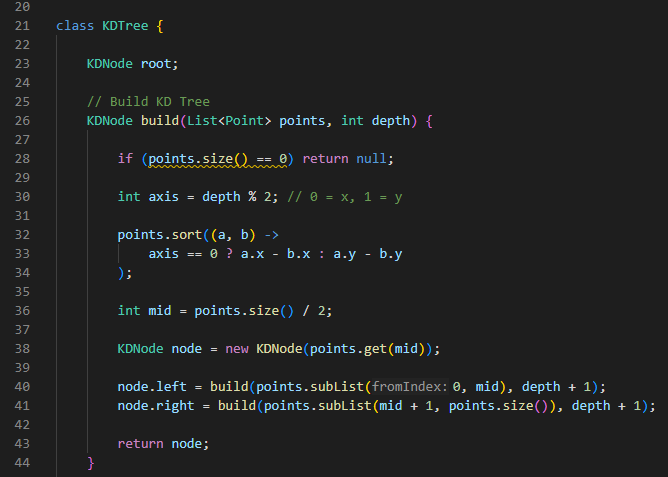 20
21 class KDTree {
22
23     KDNode root;
24
25     // Build KD Tree
26     KDNode build(List<Point> points, int depth) {
27
28         if (points.size() == 0) return null;
29
30         int axis = depth % 2; // 0 = x, 1 = y
31
32         points.sort((a, b) ->
33             axis == 0 ? a.x - b.x : a.y - b.y
34         );
35
36         int mid = points.size() / 2;
37
38         KDNode node = new KDNode(points.get(mid));
39
40         node.left = build(points.subList(fromIndex:0, mid), depth + 1);
41         node.right = build(points.subList(mid + 1, points.size()), depth + 1);
42
43         return node;
44     }